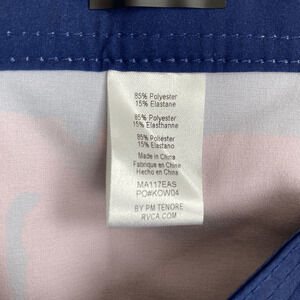 85% Polyester
15% Elastane
85% Polyester
15% Elasthanne
85% Poliéster
15% Elastano
Made in China
Fabriqué en Chine
Hecho en China
MA117EAS
PO#KOW04
BY PM TENORE
RVCA.COM